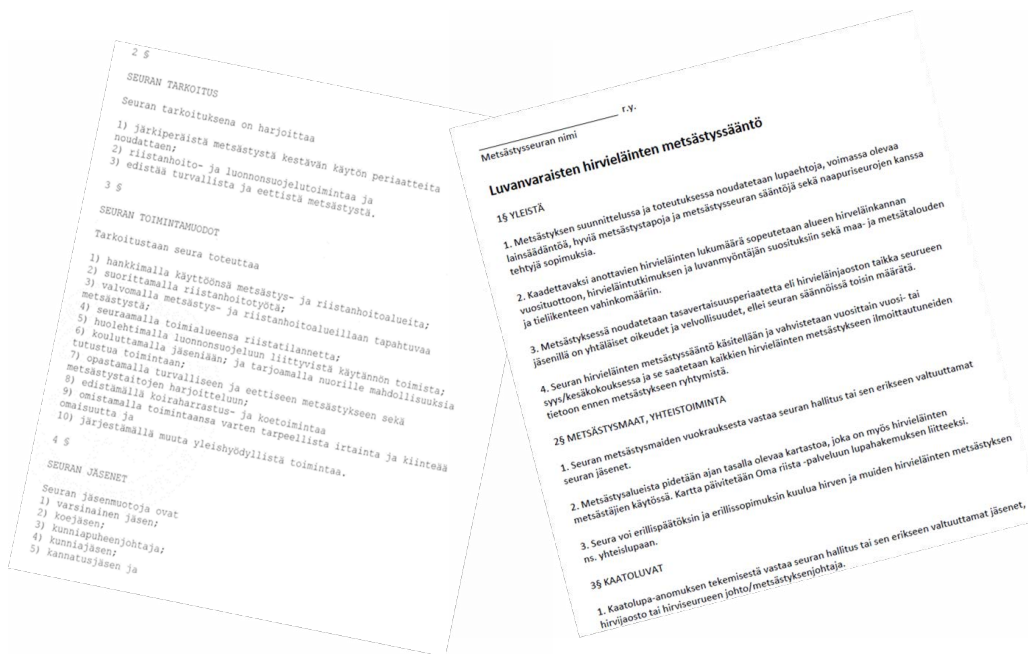 2 §
SEURAN TARKOITUS
Seuran tarkoituksena on harjoittaa
1) järkiperäistä metsästystä kestävän käytön periaatteita
noudattaen;
2) riistanhoito- ja luonnonsuojelutoimintaa ja
3) edistää turvallista ja eettistä metsästystä.
3 §
SEURAN TOIMINTAMUODOT
Tarkoitustaan seura toteuttaa
1) hankkimalla käyttöönsä metsästys- ja riistanhoitoalueita;
2) suorittamalla riistanhoitotyötä;
3) valvomalla metsästys- ja riistanhoitoalueillaan tapahtuvaa
metsästystä;
4) seuraamalla toimialueensa riistatilannetta;
5) huolehtimalla luonnonsuojeluun liittyvistä käytännön toimista;
6) kouluttamalla jäseniään; ja tarjoamalla nuorille mahdollisuuksia
tutustua toimintaan;
7) opastamalla turvalliseen ja eettiseen metsästykseen sekä
metsästystaitojen harjoitteluun;
8) edistämällä koiraharrastus- ja koetoimintaa
9) omistamalla toimintaansa varten tarpeellista irtainta ja kiinteää
omaisuutta ja
10) järjestämällä muuta yleishyödyllistä toimintaa.
4 §
SEURAN JÄSENET
Seuran jäsenmuotoja ovat
1) varsinainen jäsen;
2) koejäsen;
3) kunniapuheenjohtaja;
4) kunniajäsen;
5) kannatusjäsen ja
r.y.
Metsästysseuran nimi
Luvanvaraisten hirvieläinten metsästyssääntö
1§ YLEISTÄ
1. Metsästyksen suunnittelussa ja toteutuksessa noudatetaan lupaehtoja, voimassa olevaa
lainsäädäntöä, hyviä metsästystapoja ja metsästysseuran sääntöjä sekä naapuriseurojen kanssa
tehtyjä sopimuksia.
2. Kaadettavaksi anottavien hirvieläinten lukumäärä sopeutetaan alueen hirvieläinkannan
vuosituottoon, hirvieläintutkimuksen ja luvanmyöntäjän suosituksiin sekä maa- ja metsätalouden
ja tieliikenteen vahinkomääriin.
3. Metsästyksessä noudatetaan tasavertaisuusperiaatetta eli hirvieläinjaoston taikka seurueen
jäsenillä on yhtäläiset oikeudet ja velvollisuudet, ellei seuran säännöissä toisin määrätä.
4. Seuran hirvieläinten metsästyssääntö käsitellään ja vahvistetaan vuosittain vuosi- tai
syys/kesäkokouksessa ja se saatetaan kaikkien hirvieläinten metsästykseen ilmoittautuneiden
tietoon ennen metsästykseen ryhtymistä.
2§ METSÄSTYSMAAT, YHTEISTOIMINTA
1. Seuran metsästysmaiden vuokrauksesta vastaa seuran hallitus tai sen erikseen valtuuttamat
seuran jäsenet.
2. Metsästysalueista pidetään ajan tasalla olevaa kartastoa, joka on myös hirvieläinten
metsästäjien käytössä. Kartta päivitetään Oma riista -palveluun lupahakemuksen liitteeksi.
3. Seura voi erillispäätöksin ja erillissopimuksin kuulua hirven ja muiden hirvieläinten metsästyksen
ns. yhteislupaan.
3§ KAATOLUVAT
1. Kaatolupa-anomuksen tekemisestä vastaa seuran hallitus tai sen erikseen valtuuttamat jäsenet,
hirvijaosto tai hirviseurueen johto/metsästyksenjohtaja.